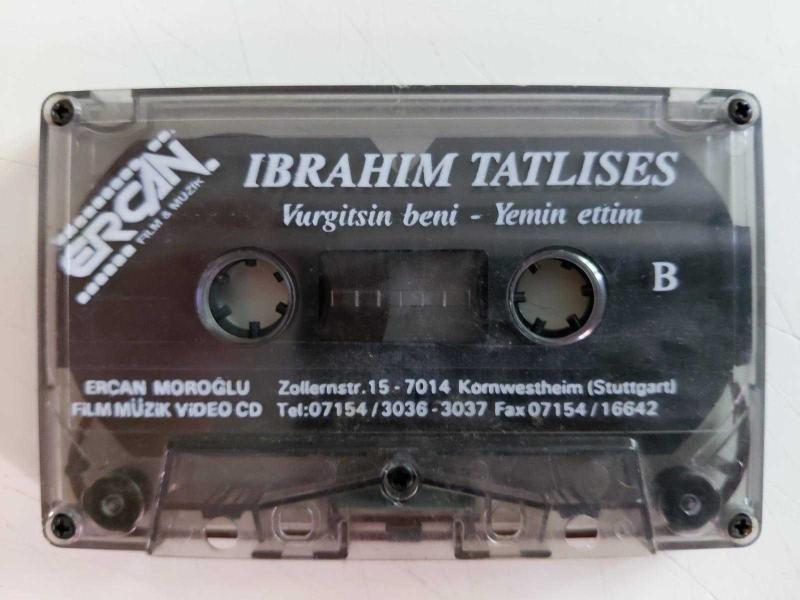 ERCAN
FILM & MÜZIK
IBRAHIM TATLISES
Vurgitsin beni - Yemin ettim
B
ERCAN MOROĞLU Zollernstr. 15 - 7014 Kornwestheim (Stuttgart)
FiLM MÜZiK ViDEO CD Tel: 07154 / 3036 - 3037 Fax 07154 / 16642